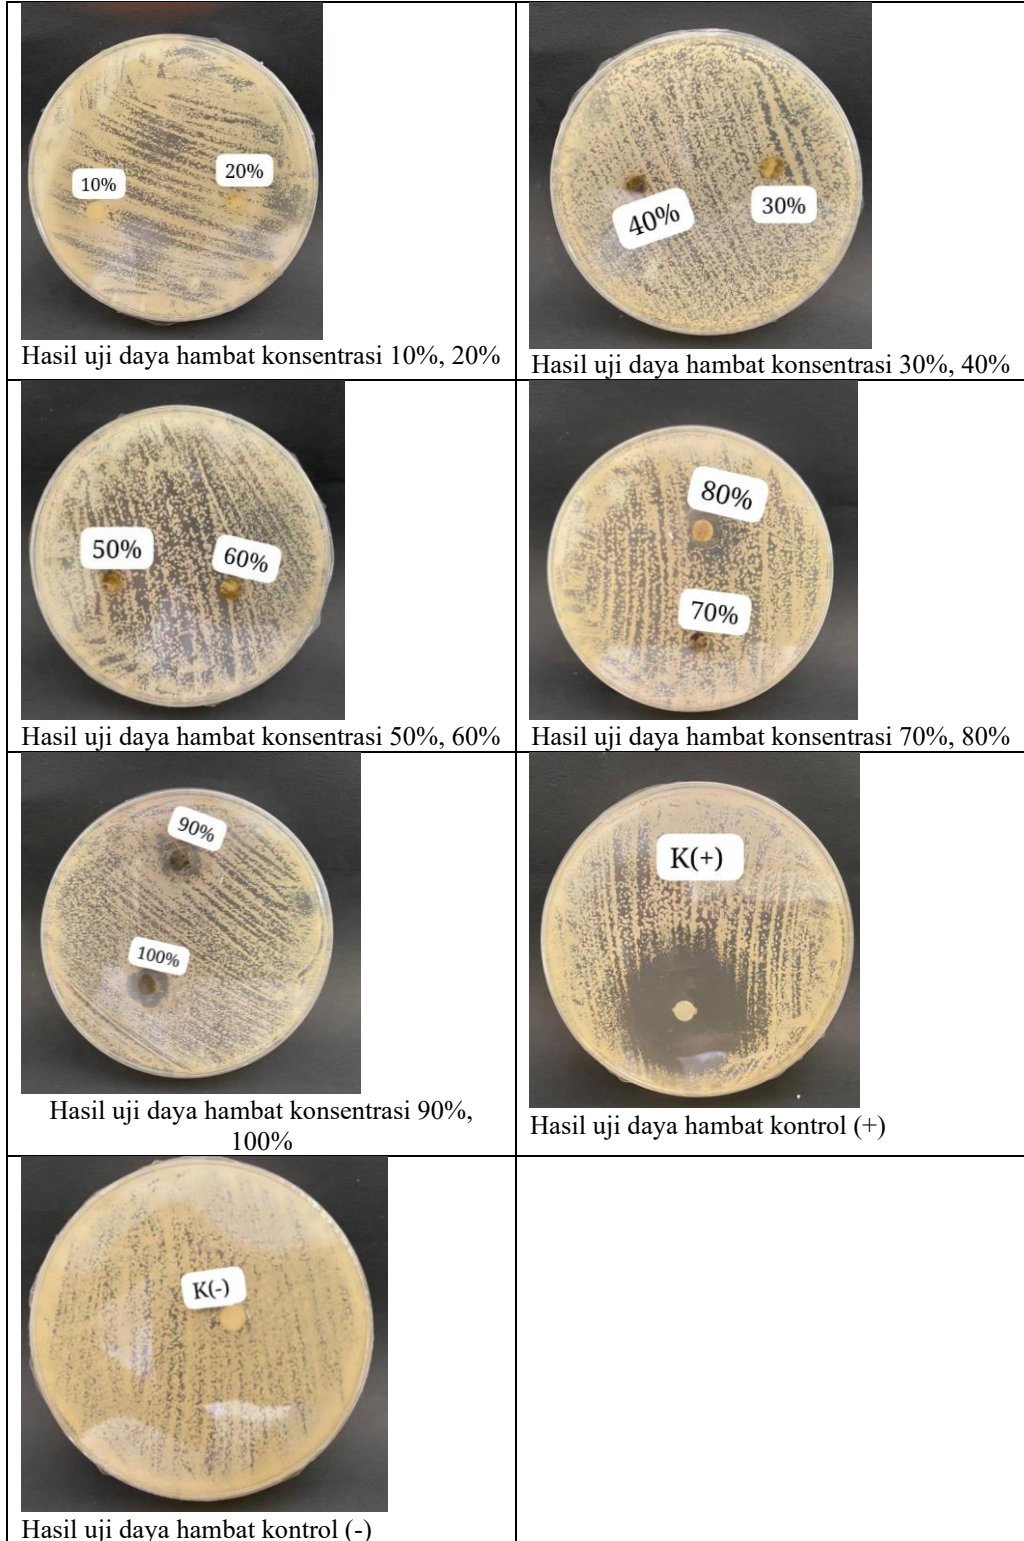 10%
20%
Hasil uji daya hambat konsentrasi 10%, 20%
40%
30%
Hasil uji daya hambat konsentrasi 30%, 40%
50%
60%
Hasil uji daya hambat konsentrasi 50%, 60%
80%
70%
Hasil uji daya hambat konsentrasi 70%, 80%
90%
100%
Hasil uji daya hambat konsentrasi 90%,
100%
K(+)
Hasil uji daya hambat kontrol (+)
K(-)
Hasil uji daya hambat kontrol (-)